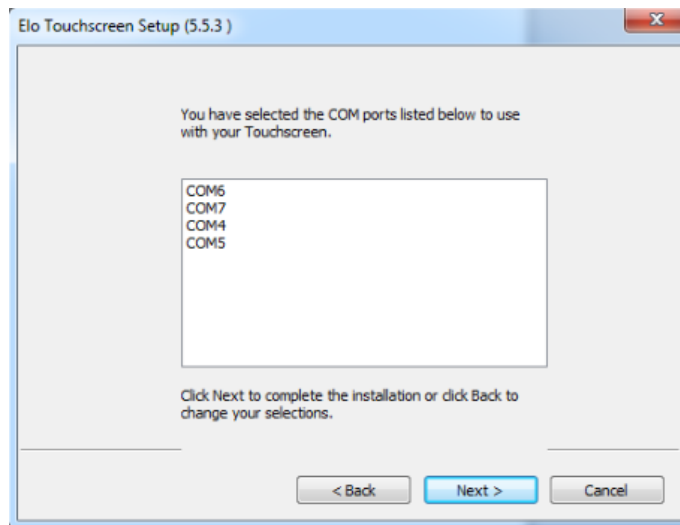 Elo Touchscreen Setup (5.5.3 )
You have selected the COM ports listed below to use
with your Touchscreen.
COM6
COM7
COM4
COM5
Click Next to complete the installation or click Back to
change your selections.
< Back Next > Cancel